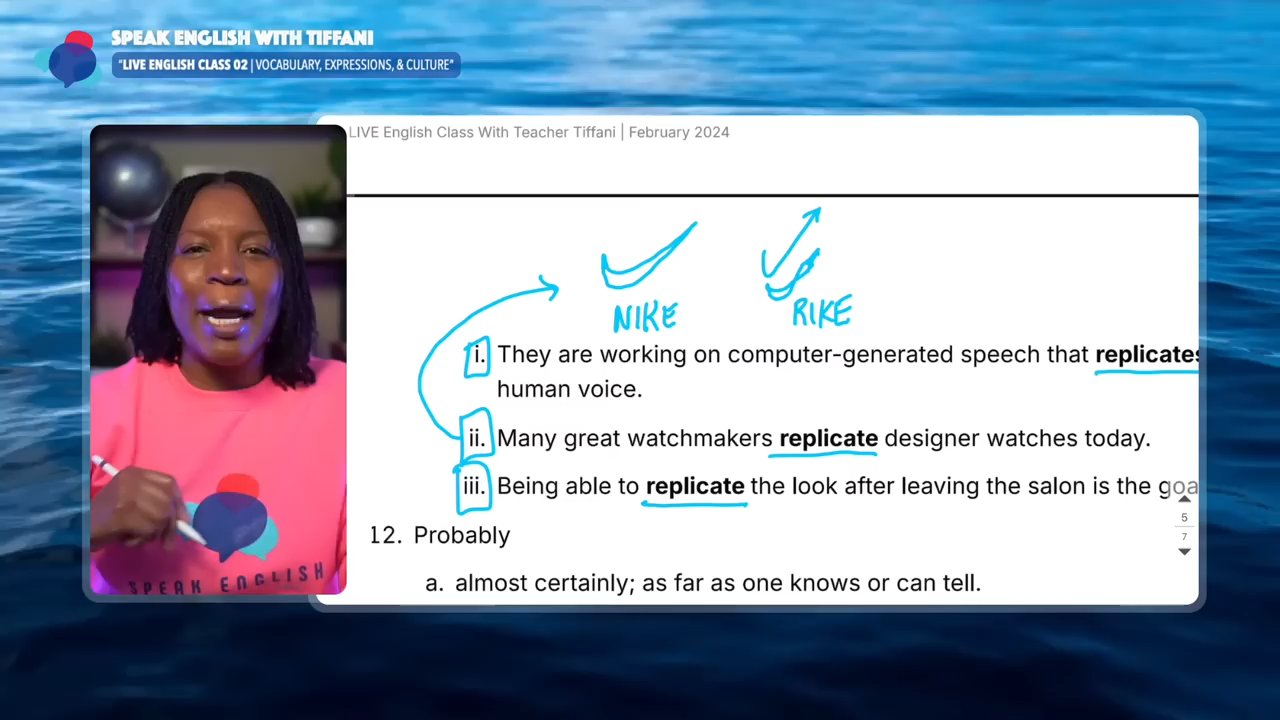 SPEAK ENGLISH WITH TIFFANI
"LIVE ENGLISH CLASS 02 | VOCABULARY, EXPRESSIONS, & CULTURE"
LIVE English Class With Teacher Tiffani | February 2024
NIKE RIKE
i. They are working on computer-generated speech that replicates
human voice.
ii. Many great watchmakers replicate designer watches today.
iii. Being able to replicate the look after leaving the salon is the goa
12. Probably
a. almost certainly; as far as one knows or can tell.
5
7
SPEAK ENGLISH